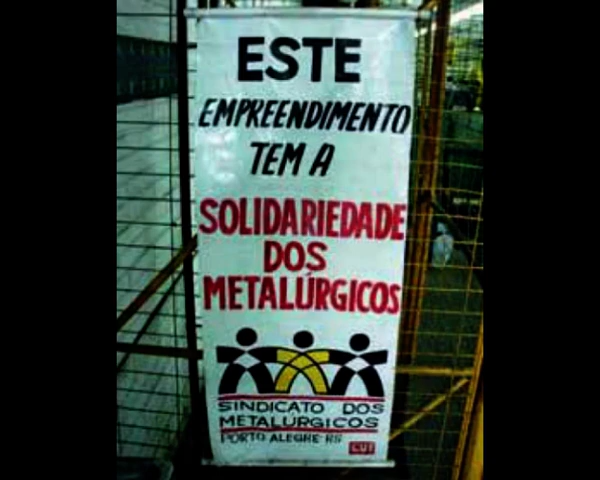 ESTE
EMPREENDIMENTO
TEM A
SOLIDARIEDADE
DOS
METALÚRGICOS
SINDICATO DOS
METALÚRGICOS
PORTO ALEGRE-RS
CUT